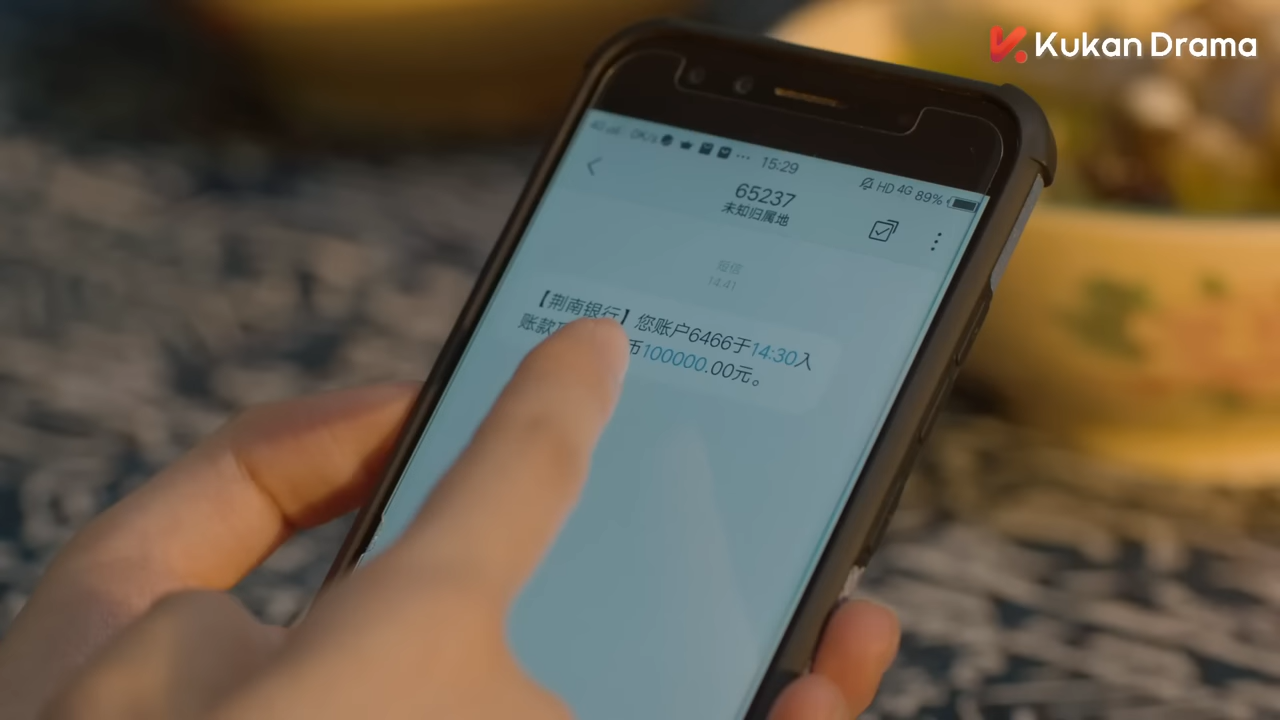 Kukan Drama
15:29
HD 4G 89%
65237
未知归属地
短信
14:41
【荆南银行】您账户6466于14:30入
账款 币100000.00元。